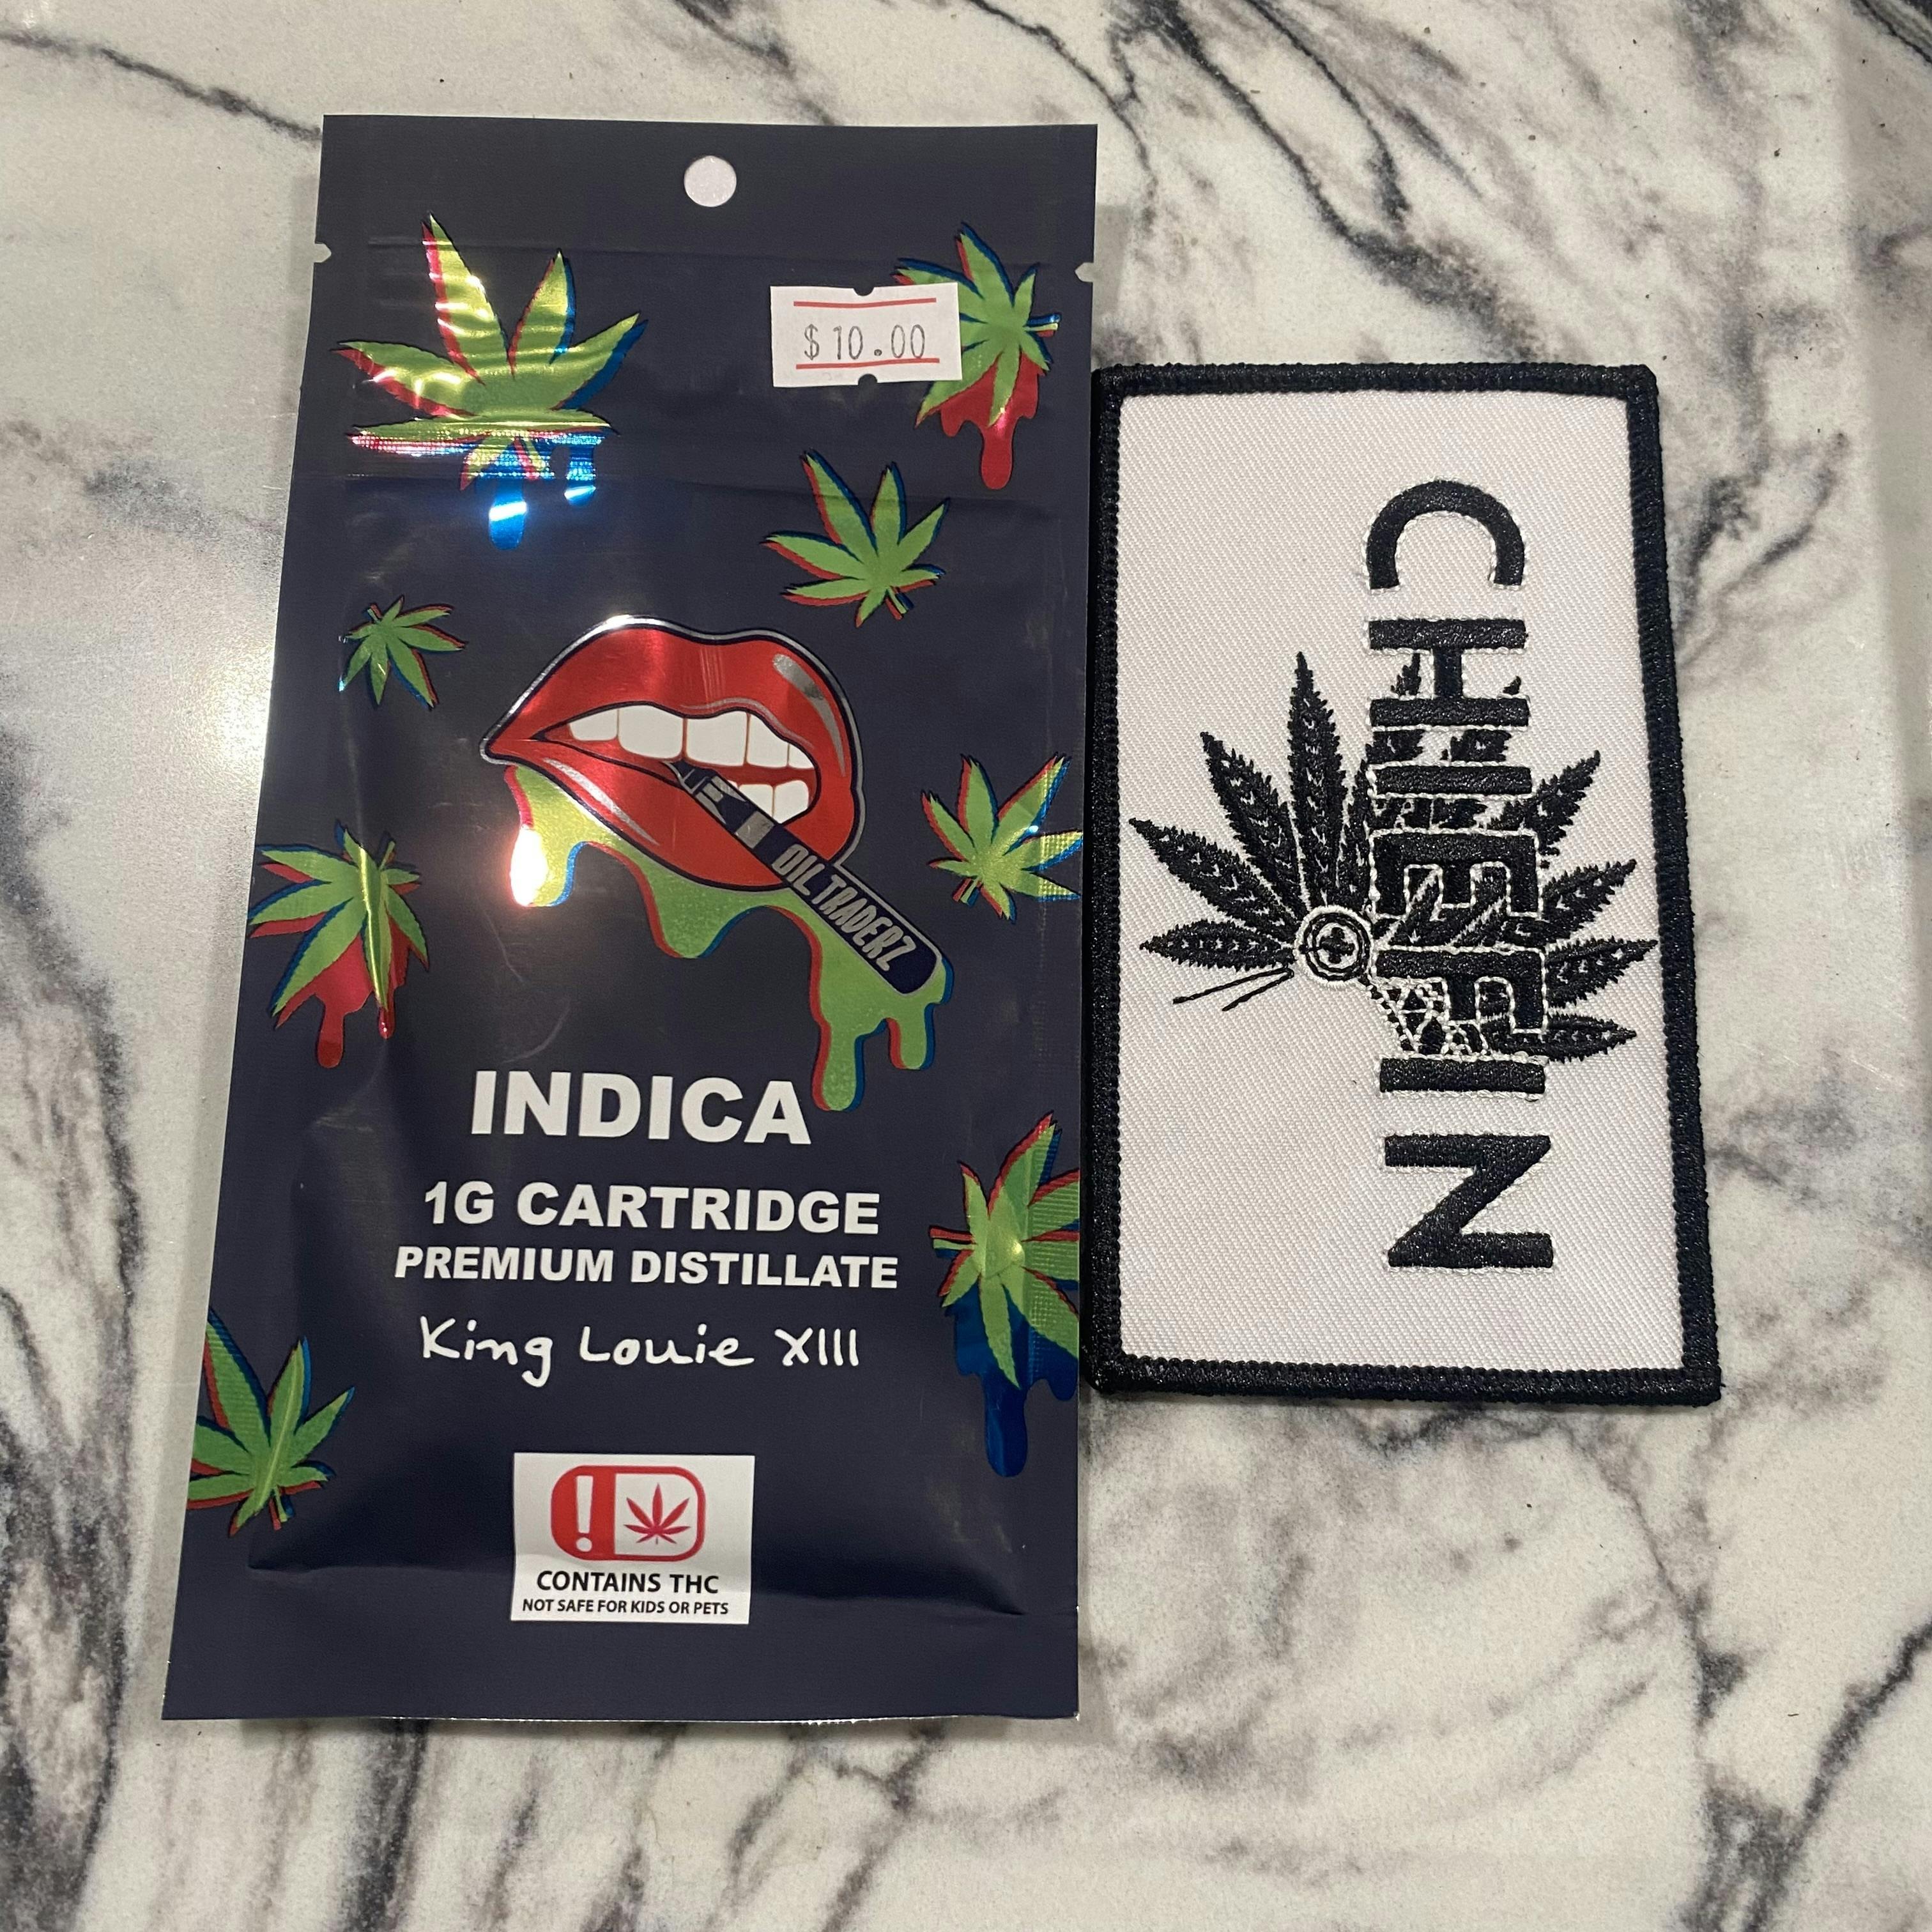 $10.00
OIL TRADERZ
INDICA
1G CARTRIDGE
PREMIUM DISTILLATE
King Louie XIII
!
CONTAINS THC
NOT SAFE FOR KIDS OR PETS
CHIEFIN